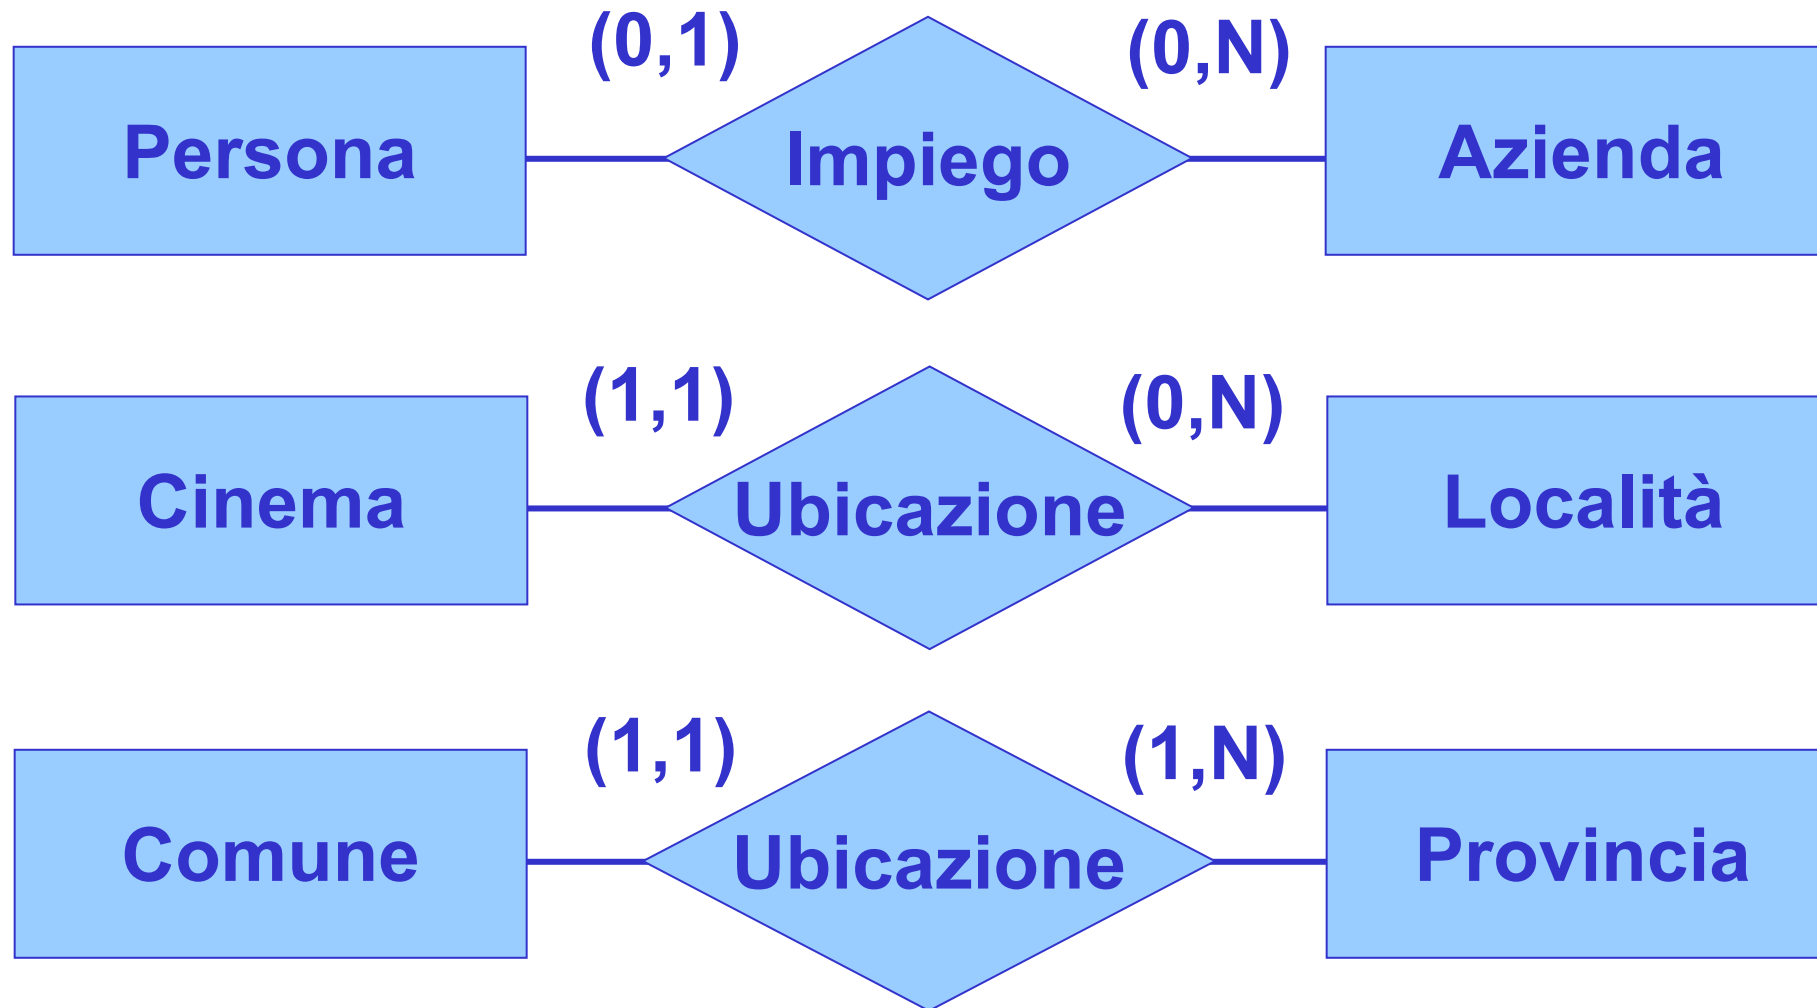 (0,1) (0,N)
Persona Impiego Azienda
(1,1) (0,N)
Cinema Ubicazione Località
(1,1) (1,N)
Comune Ubicazione Provincia